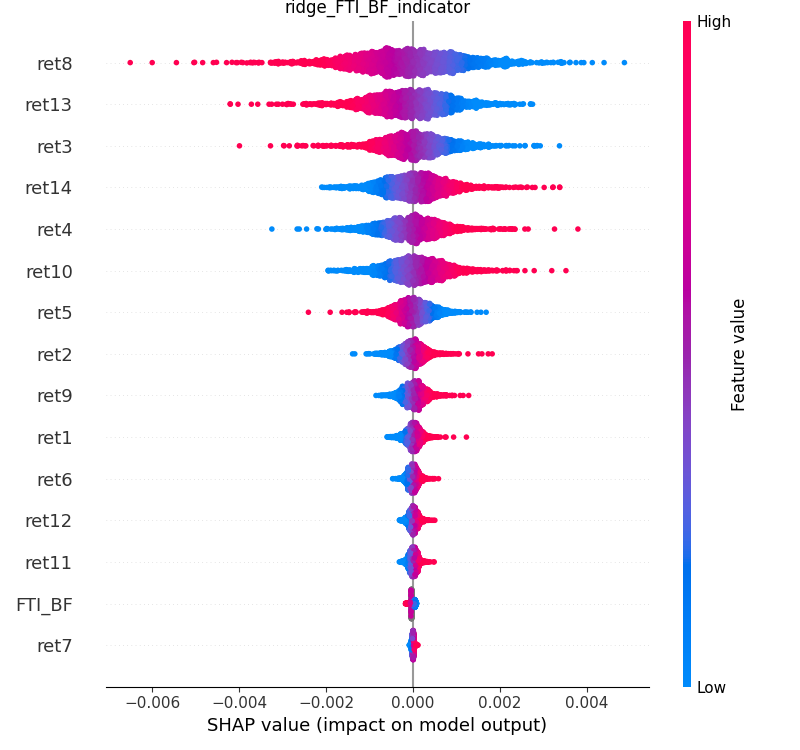 ridge_FTI_BF_indicator
High
ret8
ret13
ret3
ret14
ret4
ret10
ret5
ret2
ret9
ret1
ret6
ret12
ret11
FTI_BF
ret7
Feature value
Low
−0.006 −0.004 −0.002 0.000 0.002 0.004
SHAP value (impact on model output)